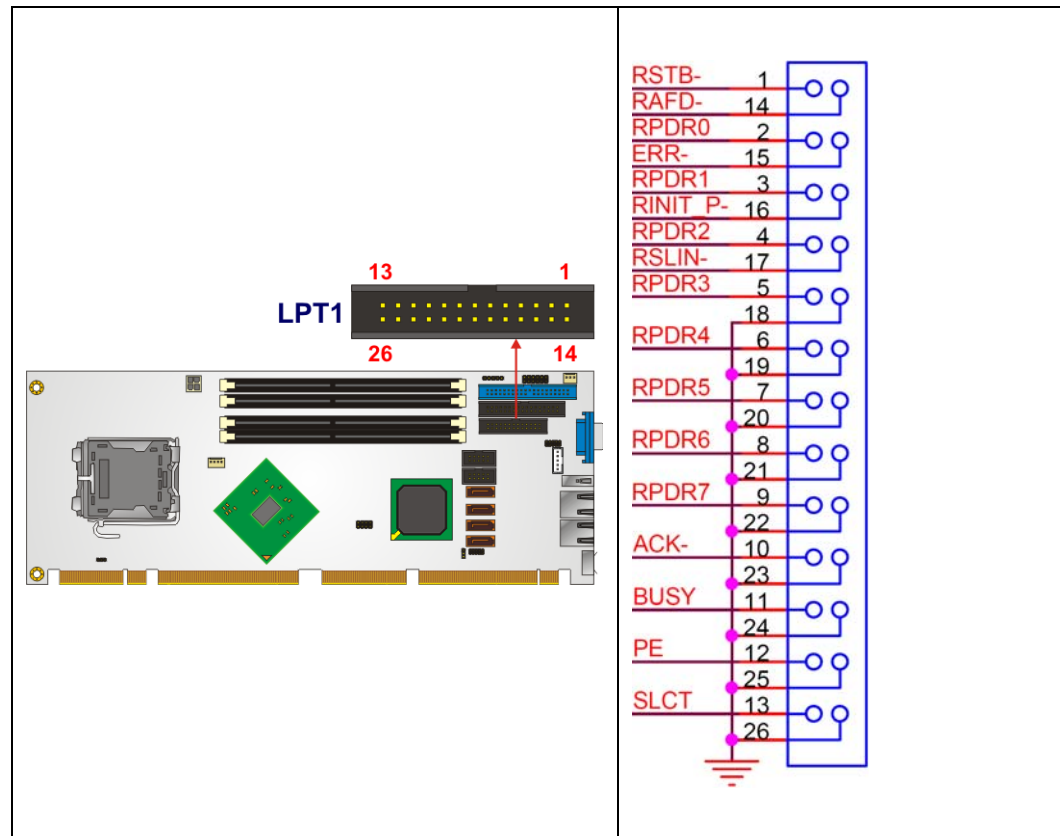 13 1
LPT1
26 14
RSTB- 1
RAFD- 14
RPDR0 2
ERR- 15
RPDR1 3
RINIT_P- 16
RPDR2 4
RSLIN- 17
RPDR3 5
18
RPDR4 6
19
RPDR5 7
20
RPDR6 8
21
RPDR7 9
22
ACK- 10
23
BUSY 11
24
PE 12
25
SLCT 13
26